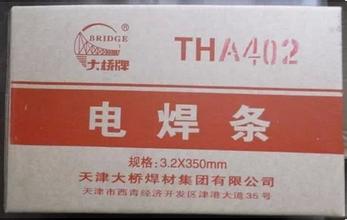 BRIDGE
大桥牌
THA402
电焊条
规格:3.2X350mm
天津大桥焊材集团有限公司
天津市西青经济开发区津港大道35号